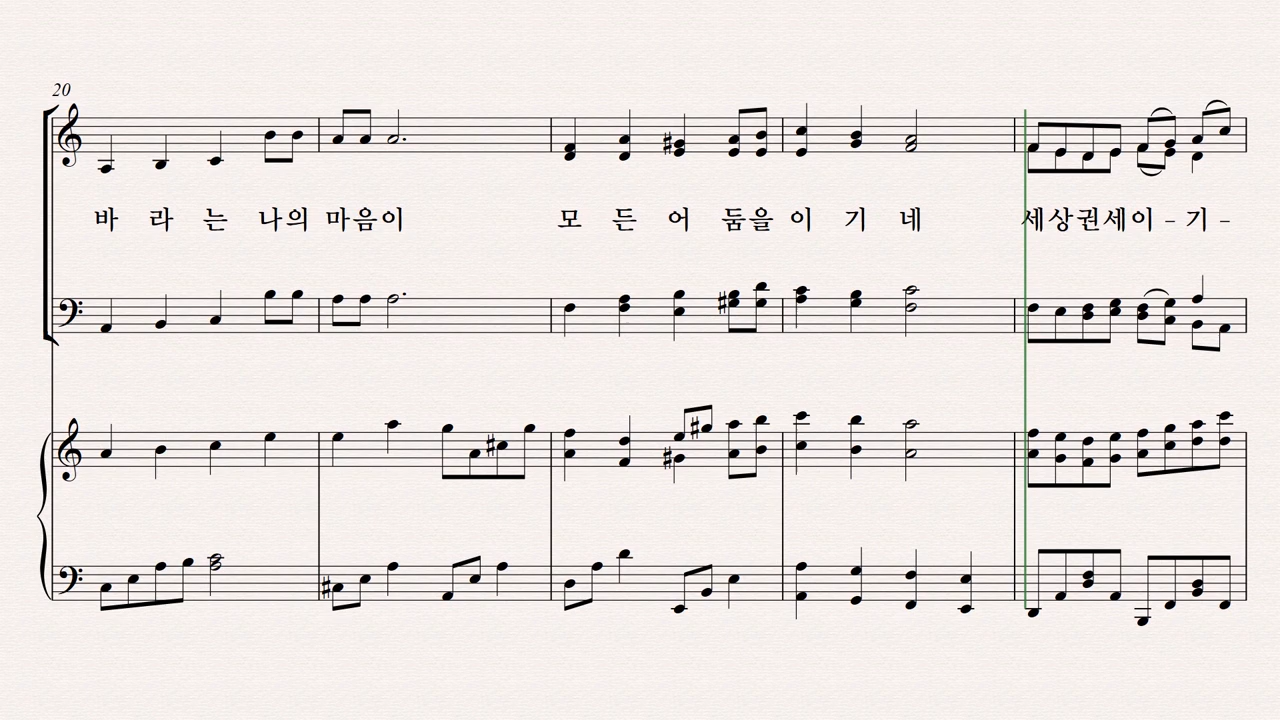 20
바 라 는 나의 마음이 모 든 어 둠을 이 기 네 세상권세이 - 기 -